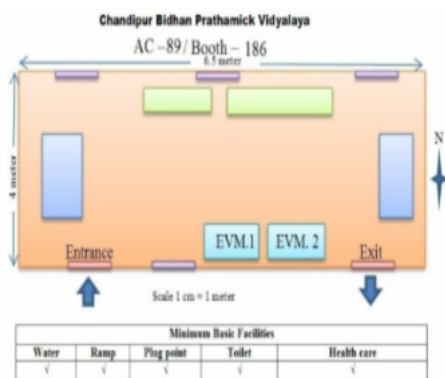 Chandipur Bidhan Prathamick Vidyalaya
AC -89/ Booth - 186
6.5 meter
4 meter
N
EVM.1 EVM. 2
Entrance Exit
Scale 1 cm = 1 meter
Minimum Basic Facilities
Water Ramp Plug point Toilet Health care
√ √ √ √ √